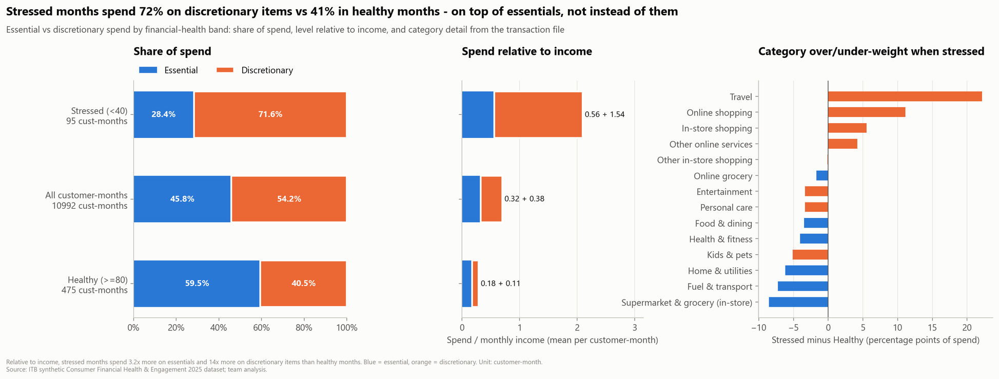 Stressed months spend 72% on discretionary items vs 41% in healthy months - on top of essentials, not instead of them
Essential vs discretionary spend by financial-health band: share of spend, level relative to income, and category detail from the transaction file
Share of spend
Essential
Discretionary
Stressed (<40)
95 cust-months
28.4%
71.6%
All customer-months
10992 cust-months
45.8%
54.2%
Healthy (>=80)
475 cust-months
59.5%
40.5%
0%
20%
40%
60%
80%
100%
Spend relative to income
0.56 + 1.54
0.32 + 0.38
0.18 + 0.11
0
1
2
3
Spend / monthly income (mean per customer-month)
Category over/under-weight when stressed
Travel
Online shopping
In-store shopping
Other online services
Other in-store shopping
Online grocery
Entertainment
Personal care
Food & dining
Health & fitness
Kids & pets
Home & utilities
Fuel & transport
Supermarket & grocery (in-store)
−10
−5
0
5
10
15
20
Stressed minus Healthy (percentage points of spend)
Relative to income, stressed months spend 3.2x more on essentials and 14x more on discretionary items than healthy months. Blue = essential, orange = discretionary. Unit: customer-month.
Source: ITB synthetic Consumer Financial Health & Engagement 2025 dataset; team analysis.